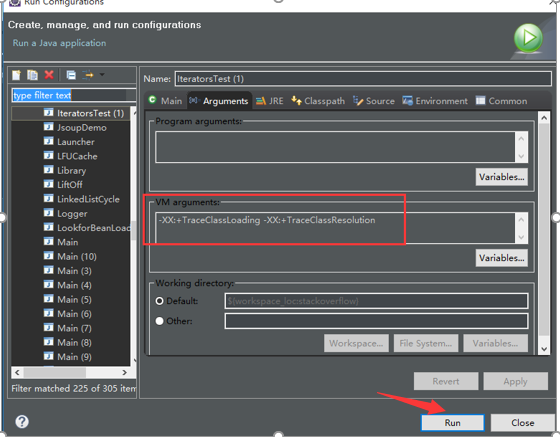 Run Configurations
Create, manage, and run configurations
Run a Java application
type filter text
IteratorsTest (1)
JsoupDemo
Launcher
LFUCache
Library
LiftOff
LinkedListCycle
Logger
LookforBeanLoad
Main
Main (10)
Main (3)
Main (4)
Main (5)
Main (6)
Main (7)
Main (8)
Main (9)
Filter matched 225 of 305 item
Name: IteratorsTest (1)
Main Arguments JRE Classpath Source Environment Common
Program arguments:
Variables...
VM arguments:
-XX:+TraceClassLoading -XX:+TraceClassResolution
Variables...
Working directory:
Default: ${workspace_loc:stackoverflow}
Other:
Workspace... File System... Variables...
Revert Apply
Run Close